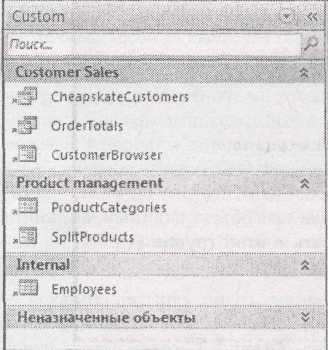 Custom
Поиск...
Customer Sales
CheapskateCustomers
OrderTotals
CustomerBrowser
Product management
ProductCategories
SplitProducts
Internal
Employees
Неназначенные объекты